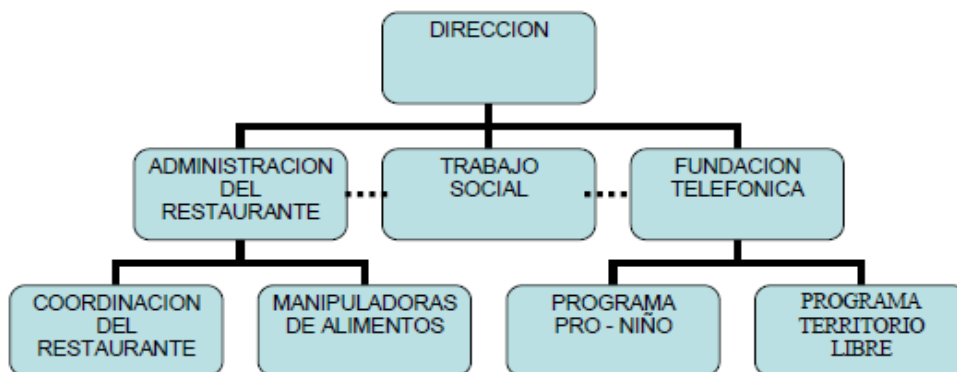 DIRECCION
ADMINISTRACION
DEL
RESTAURANTE
TRABAJO
SOCIAL
FUNDACION
TELEFONICA
COORDINACION
DEL
RESTAURANTE
MANIPULADORAS
DE ALIMENTOS
PROGRAMA
PRO - NIÑO
PROGRAMA
TERRITORIO
LIBRE